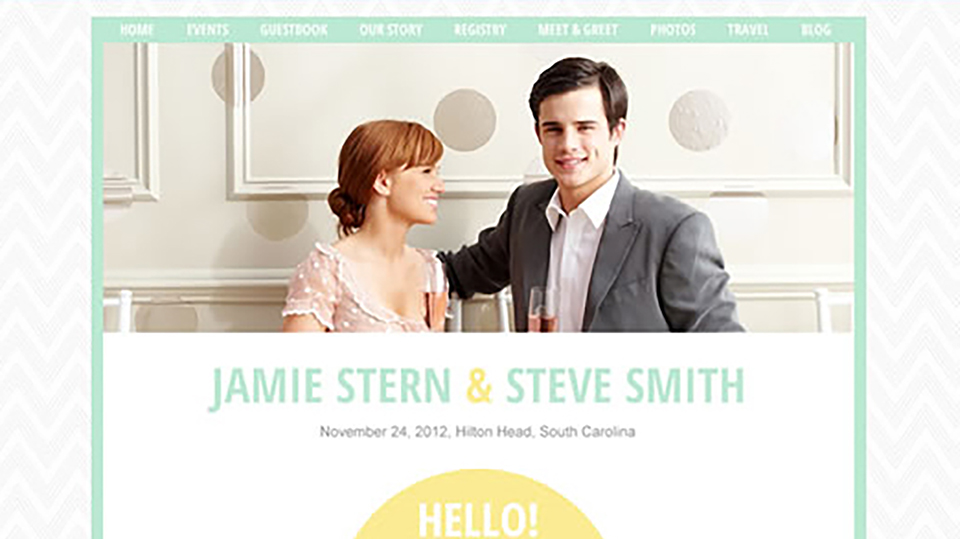 HOME EVENTS GUESTBOOK OUR STORY REGISTRY MEET & GREET PHOTOS TRAVEL BLOG
JAMIE STERN & STEVE SMITH
November 24, 2012, Hilton Head, South Carolina
HELLO!